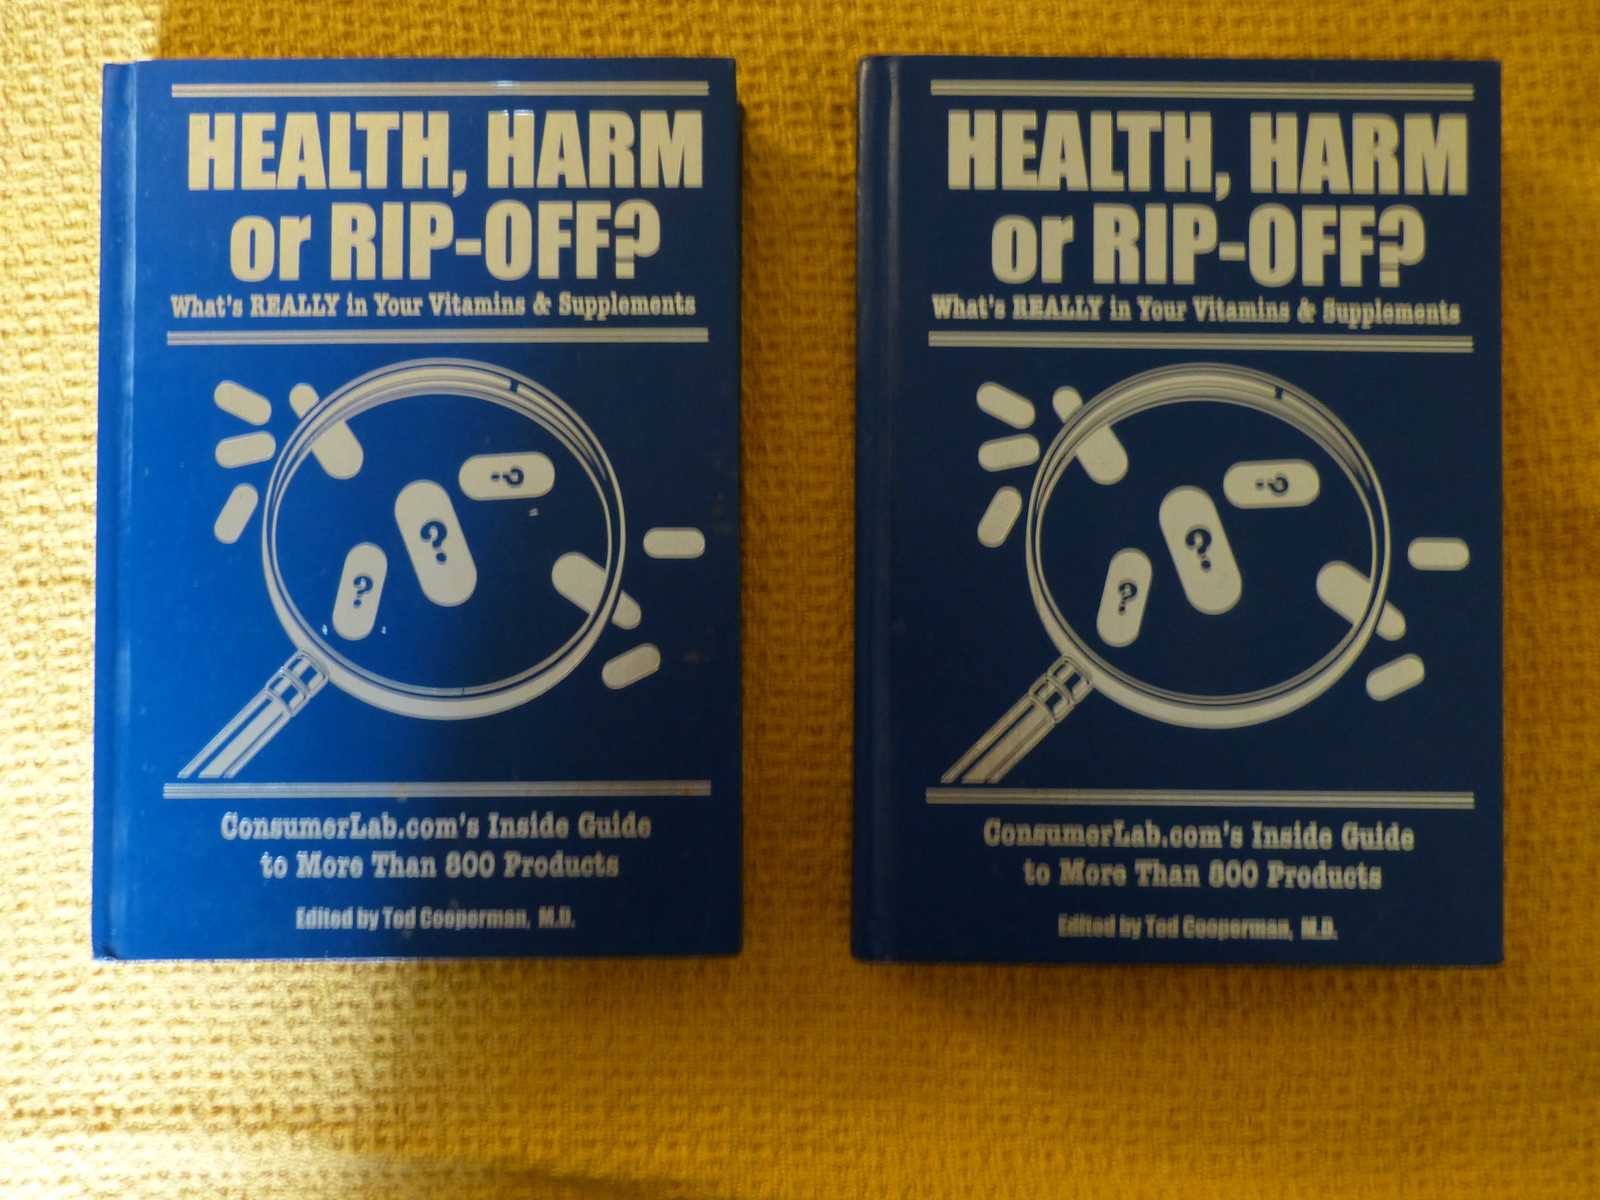 HEALTH, HARM
or RIP-OFF?
What's REALLY in Your Vitamins & Supplements
?
?
?
ConsumerLab.com's Inside Guide
to More Than 800 Products
Edited by Tod Cooperman, M.D.
HEALTH, HARM
or RIP-OFF?
What's REALLY in Your Vitamins & Supplements
?
?
?
ConsumerLab.com's Inside Guide
to More Than 800 Products
Edited by Tod Cooperman, M.D.